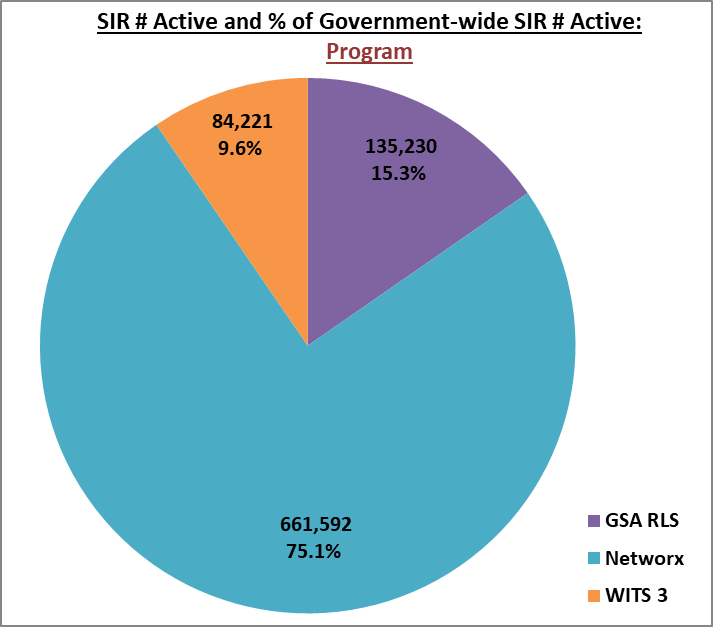 SIR # Active and % of Government-wide SIR # Active:
Program
84,221
9.6%
135,230
15.3%
661,592
75.1%
GSA RLS
Networx
WITS 3